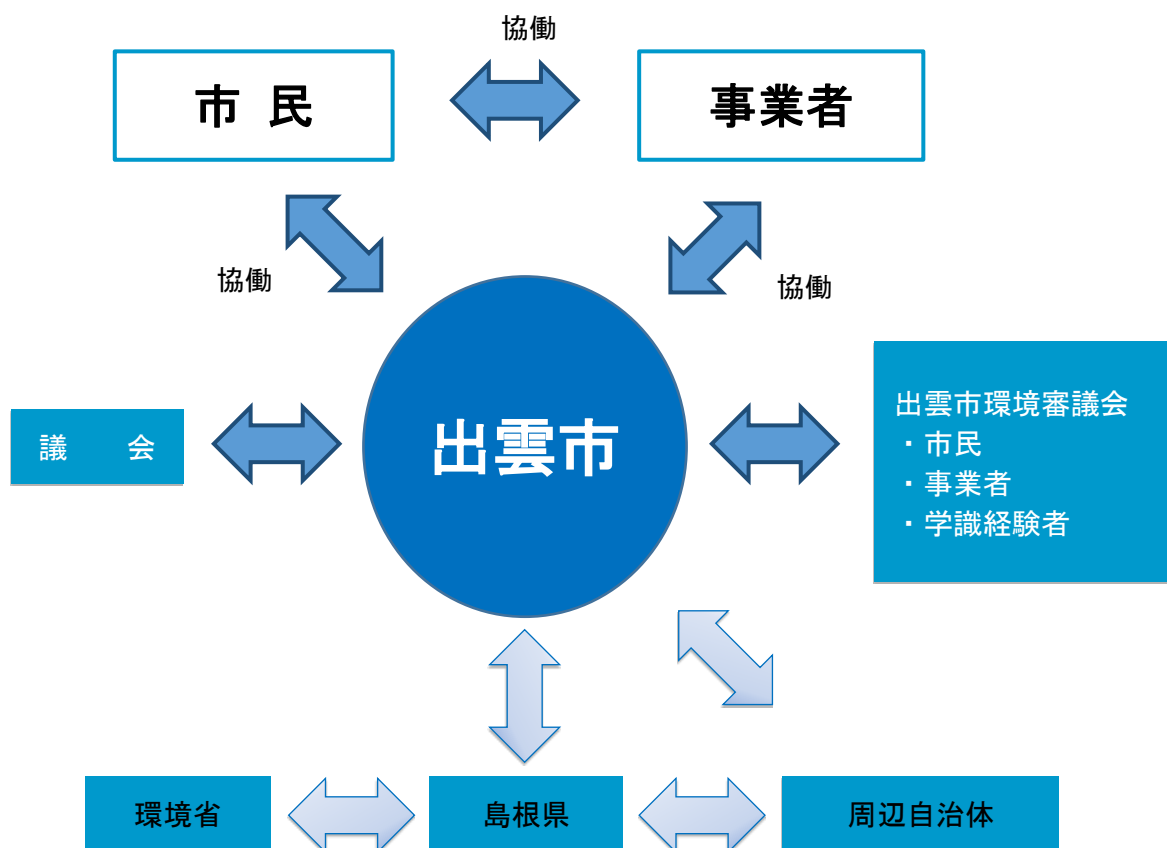 協働
市 民
事業者
協働
協働
出雲市
議 会
出雲市環境審議会
・市民
・事業者
・学識経験者
環境省
島根県
周辺自治体